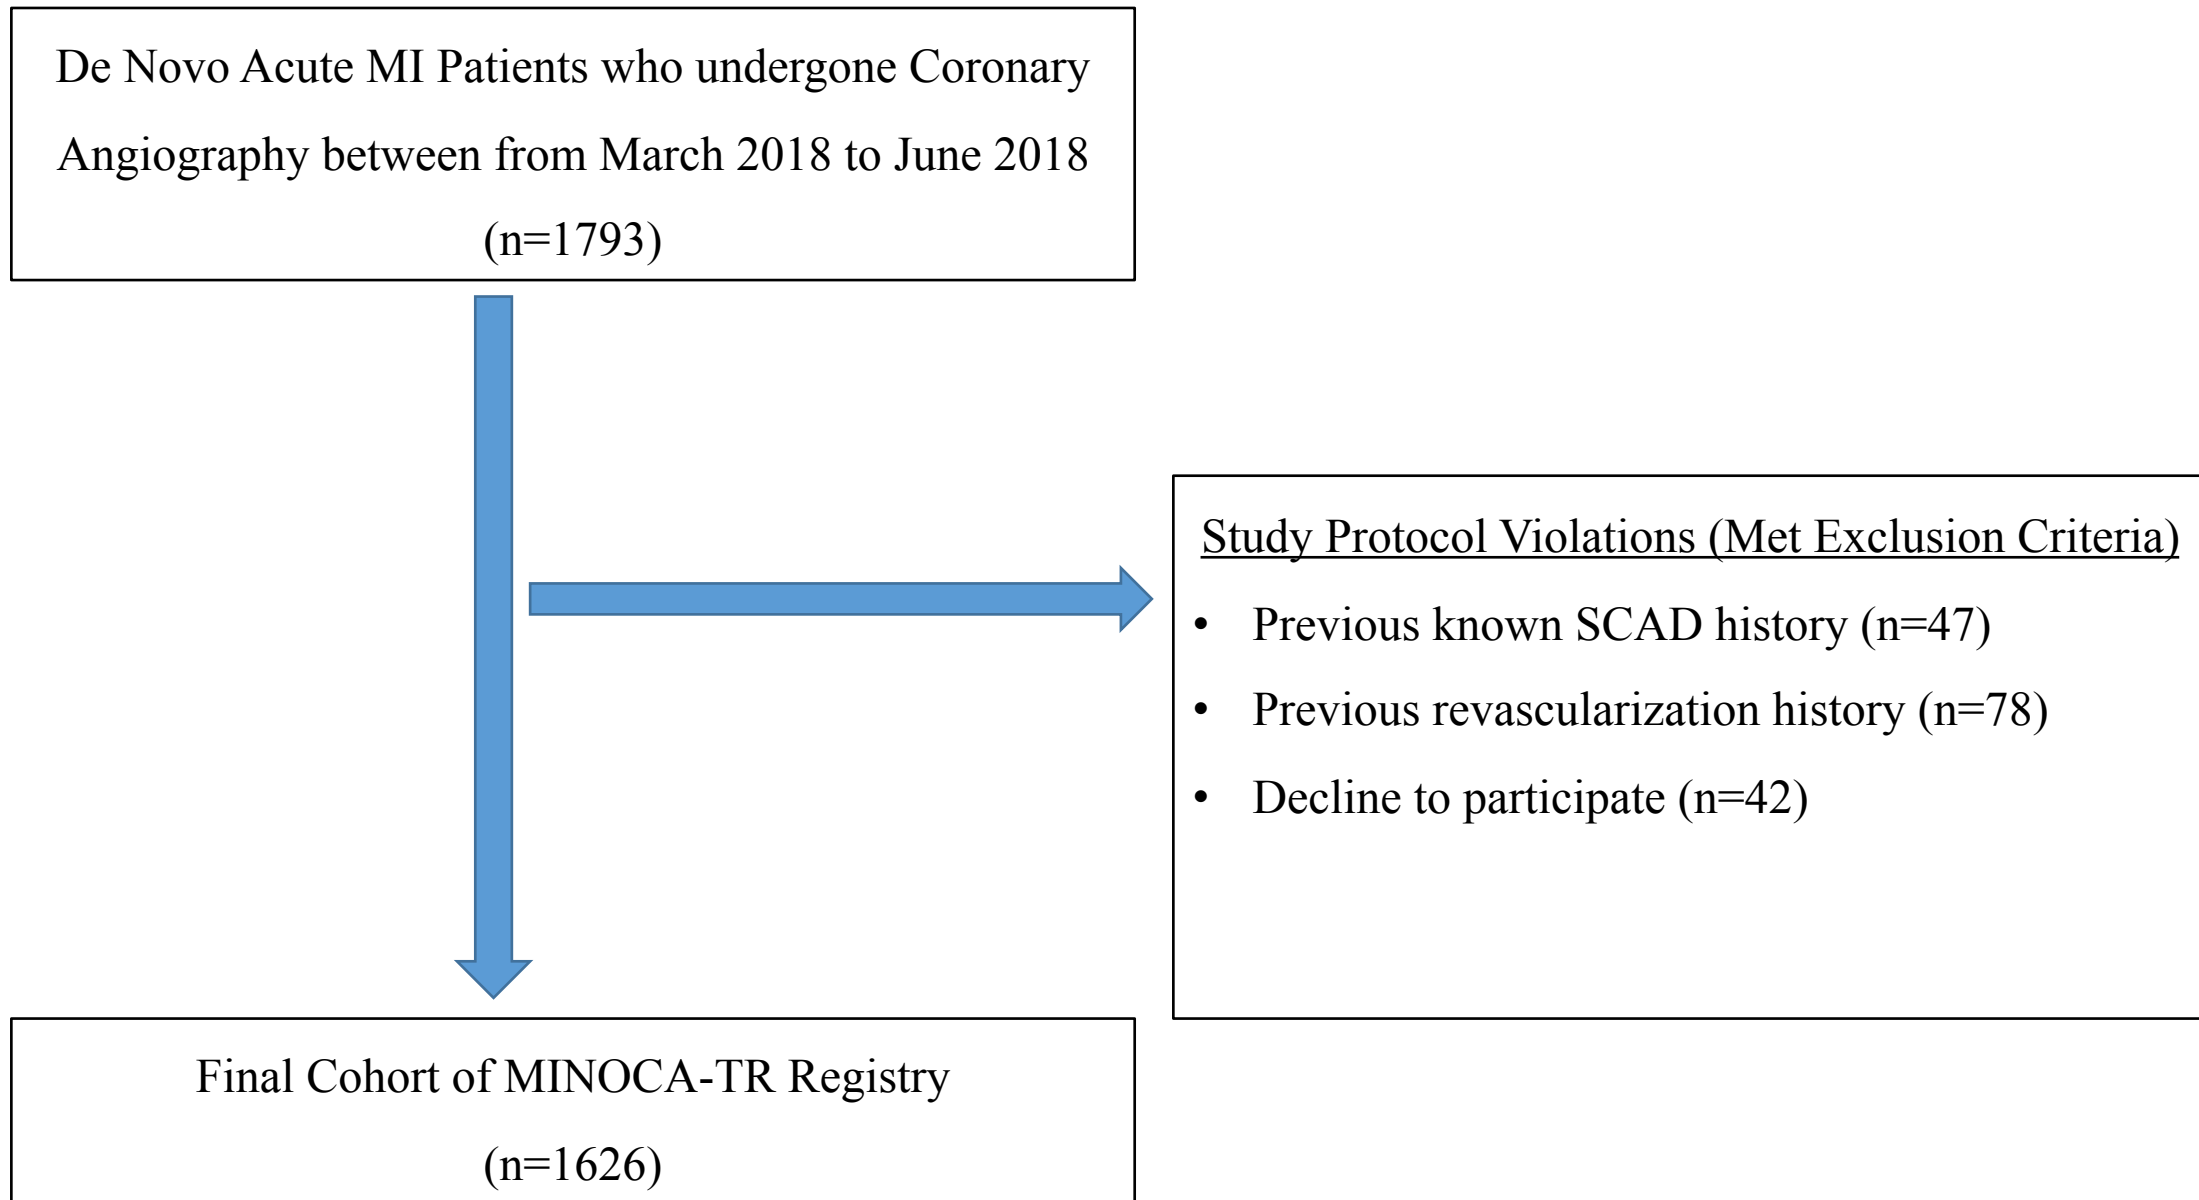 De Novo Acute MI Patients who undergone Coronary
Angiography between from March 2018 to June 2018
(n=1793)
Study Protocol Violations (Met Exclusion Criteria)
• Previous known SCAD history (n=47)
• Previous revascularization history (n=78)
• Decline to participate (n=42)
Final Cohort of MINOCA-TR Registry
(n=1626)